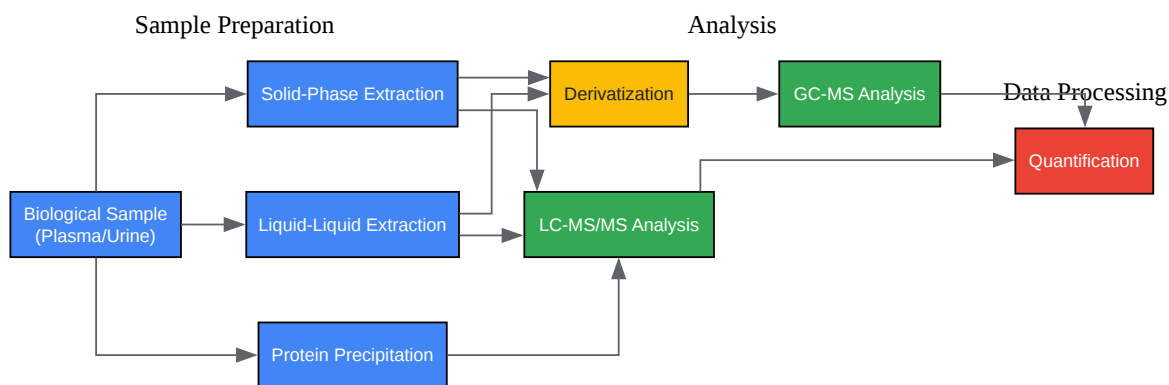 Sample Preparation
Analysis
Solid-Phase Extraction
Derivatization
GC-MS Analysis
Data Processing
Quantification
Biological Sample
(Plasma/Urine)
Liquid-Liquid Extraction
LC-MS/MS Analysis
Protein Precipitation